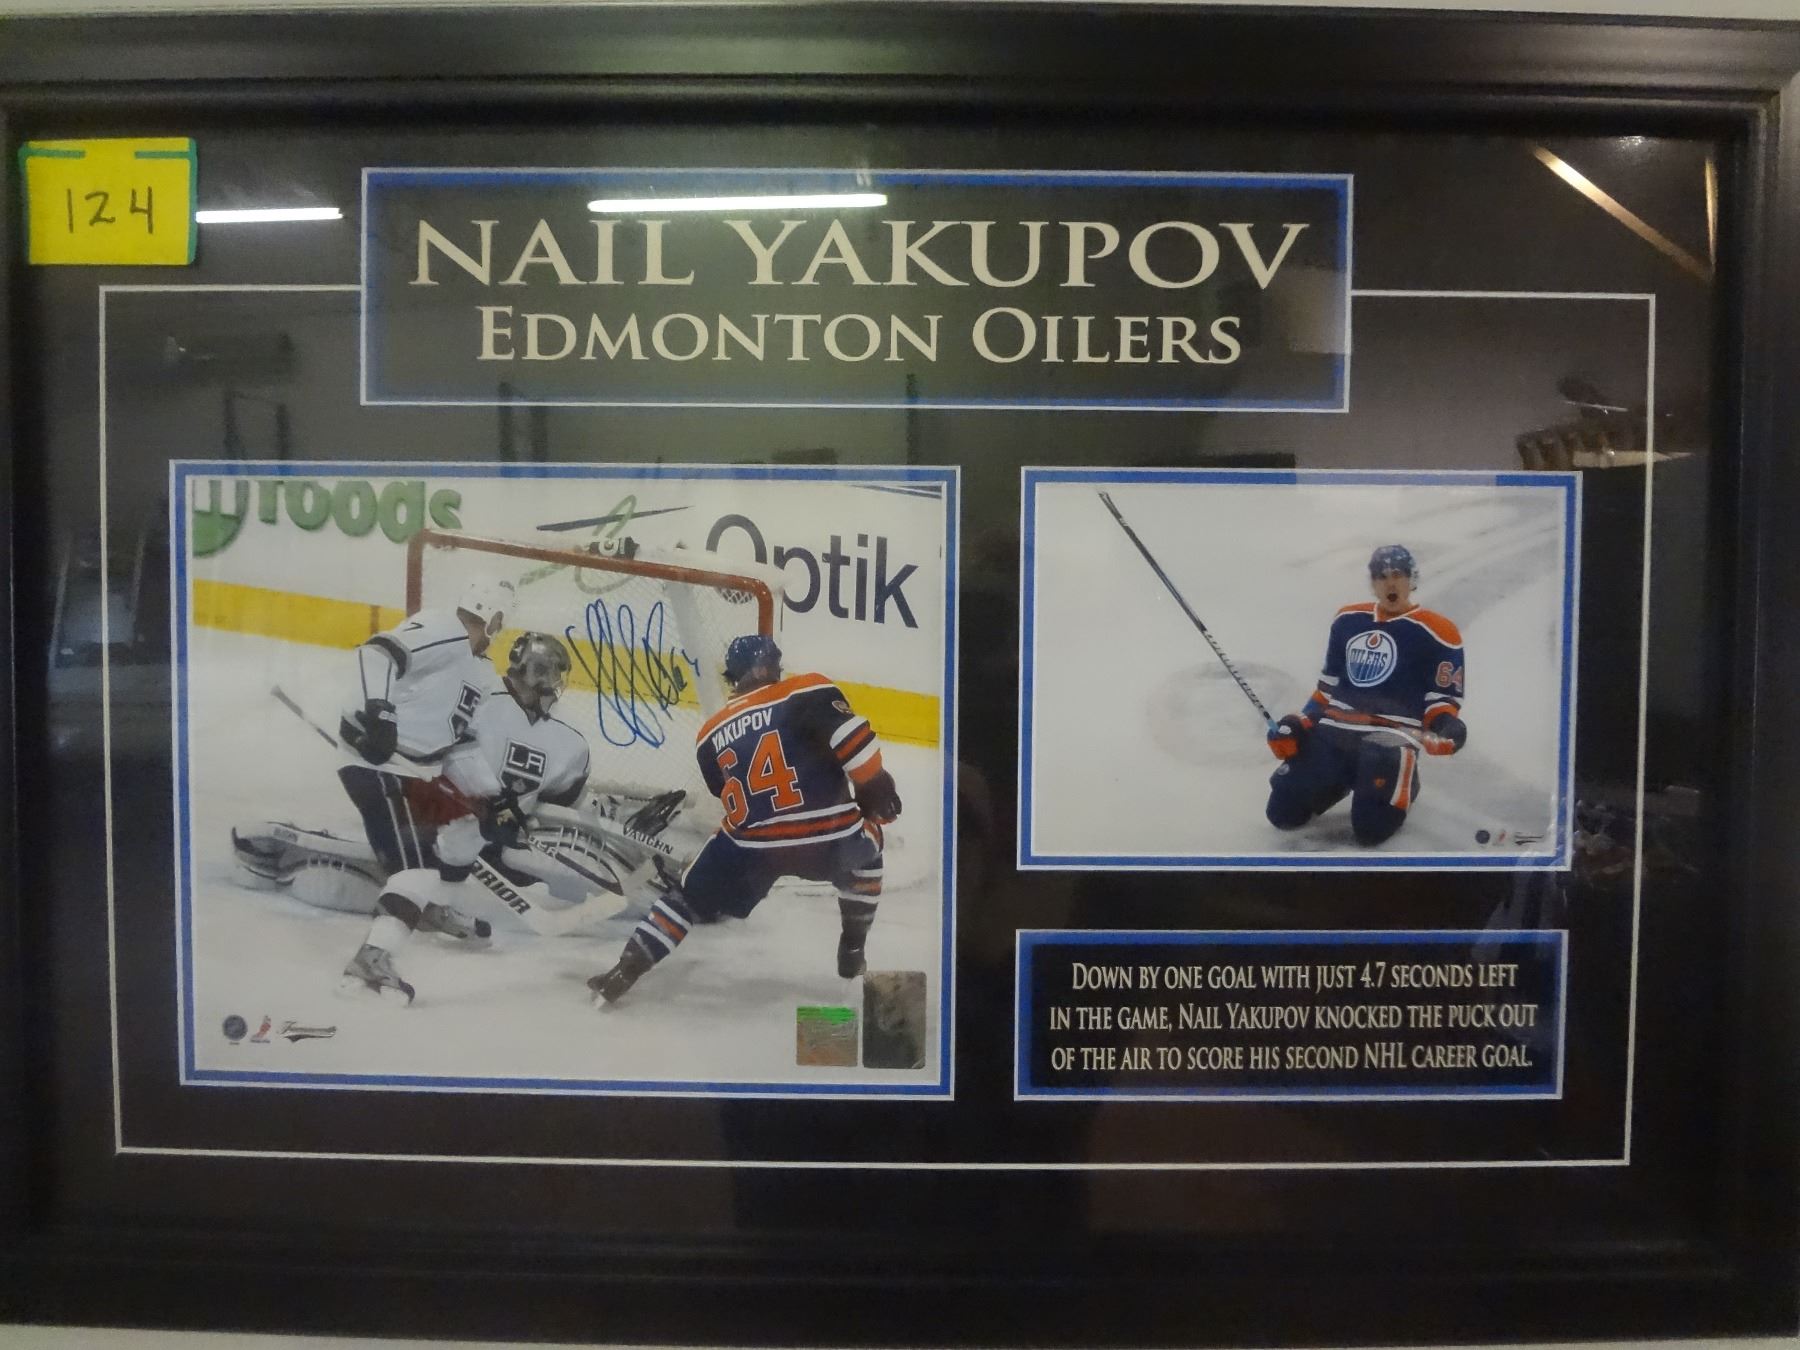 124
NAIL YAKUPOV
EDMONTON OILERS
foods
Optik
7
LA
YAKUPOV
64
VAUGHN
OILERS
64
DOWN BY ONE GOAL WITH JUST 4.7 SECONDS LEFT
IN THE GAME, NAIL YAKUPOV KNOCKED THE PUCK OUT
OF THE AIR TO SCORE HIS SECOND NHL CAREER GOAL.